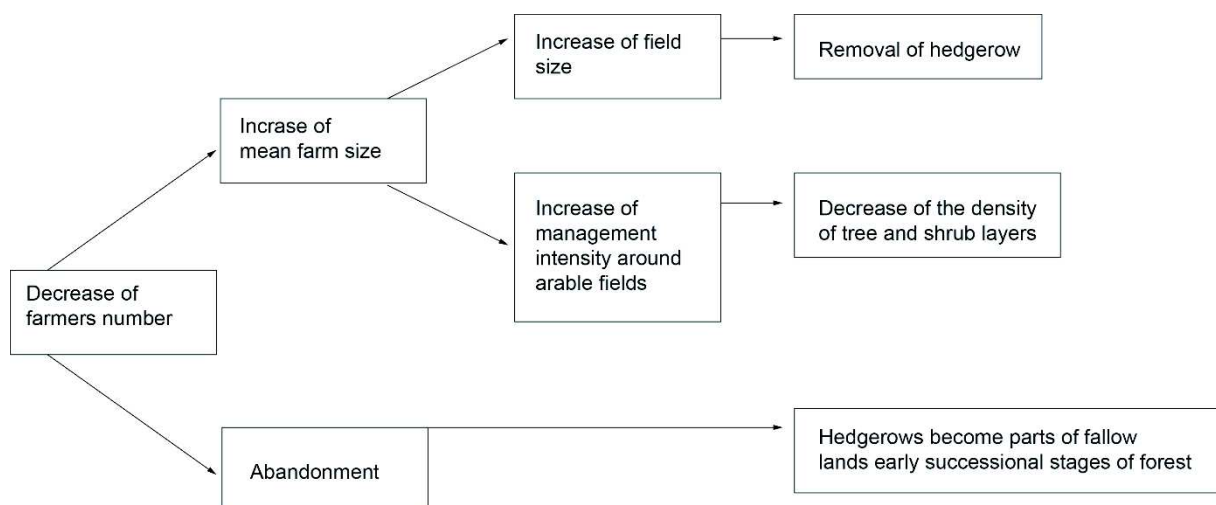 Increase of field
size
Removal of hedgerow
Incrase of
mean farm size
Increase of
management
intensity around
arable fields
Decrease of the density
of tree and shrub layers
Decrease of
farmers number
Abandonment
Hedgerows become parts of fallow
lands early successional stages of forest